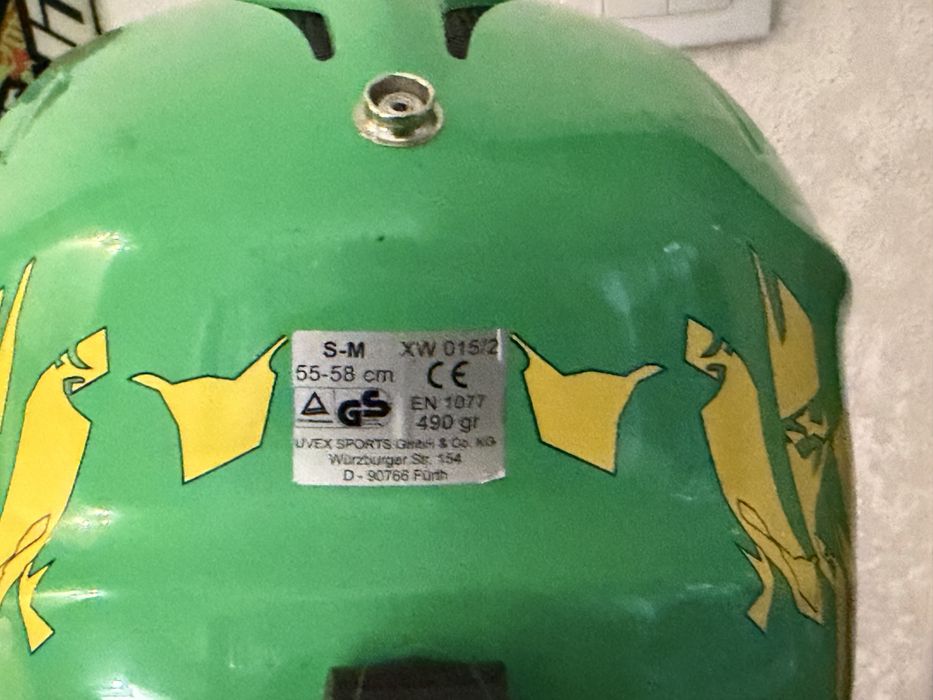 S-M XW 015/2
55-58 cm CE
GS EN 1077
490 gr
UVEX SPORTS GmbH & Co. KG
Würzburger Str. 154
D - 90766 Fürth